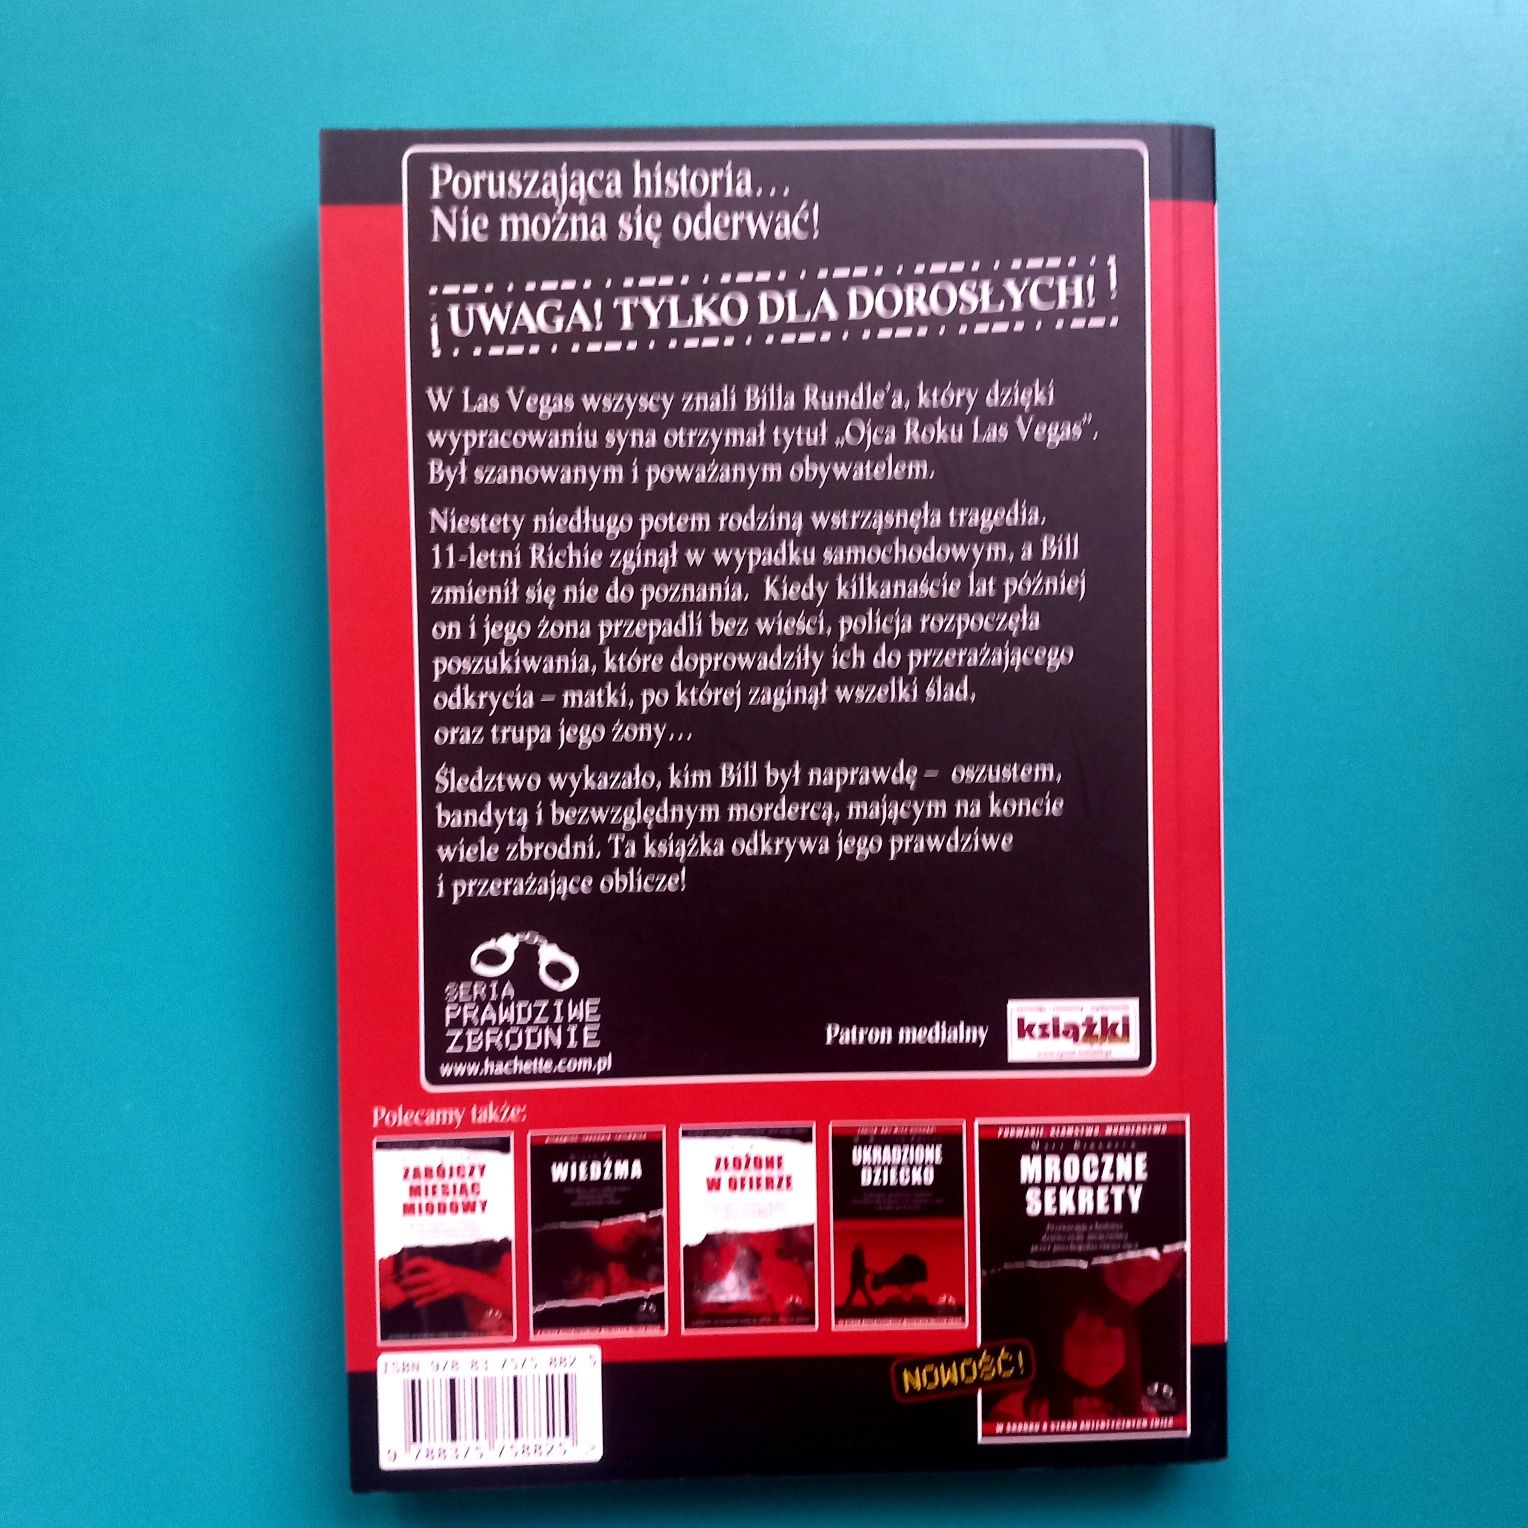 Poruszająca historia...
Nie można się oderwać!
UWAGA! TYLKO DLA DOROSŁYCH!
W Las Vegas wszyscy znali Billa Rundle'a, który dzięki
wypracowaniu syna otrzymał tytuł „Ojca Roku Las Vegas".
Był szanowanym i poważanym obywatelem.
Niestety niedługo potem rodziną wstrząsnęła tragedia.
11-letni Richie zginął w wypadku samochodowym, a Bill
zmienił się nie do poznania. Kiedy kilkanaście lat później
on i jego żona przepadli bez wieści, policja rozpoczęła
poszukiwania, które doprowadziły ich do przerażającego
odkrycia – matki, po której zaginął wszelki ślad,
oraz trupa jego żony...
Śledztwo wykazało, kim Bill był naprawdę – oszustem,
bandytą i bezwzględnym mordercą, mającym na koncie
wiele zbrodni. Ta książka odkrywa jego prawdziwe
i przerażające oblicze!
SERIA
PRAWDZIWE
ZBRODNIE
www.hachette.com.pl
Patron medialny
książki
Polecamy także:
ZABÓJCZY
MIESIĄC
MIODOWY
WIEDŹMA
ZŁOŻONE
W OFIERZE
UKRADZIONE
DZIECKO
MROCZNE
SEKRETY
NOWOŚĆ!
ISBN 978 83 7575 882 5
9 788375 758825